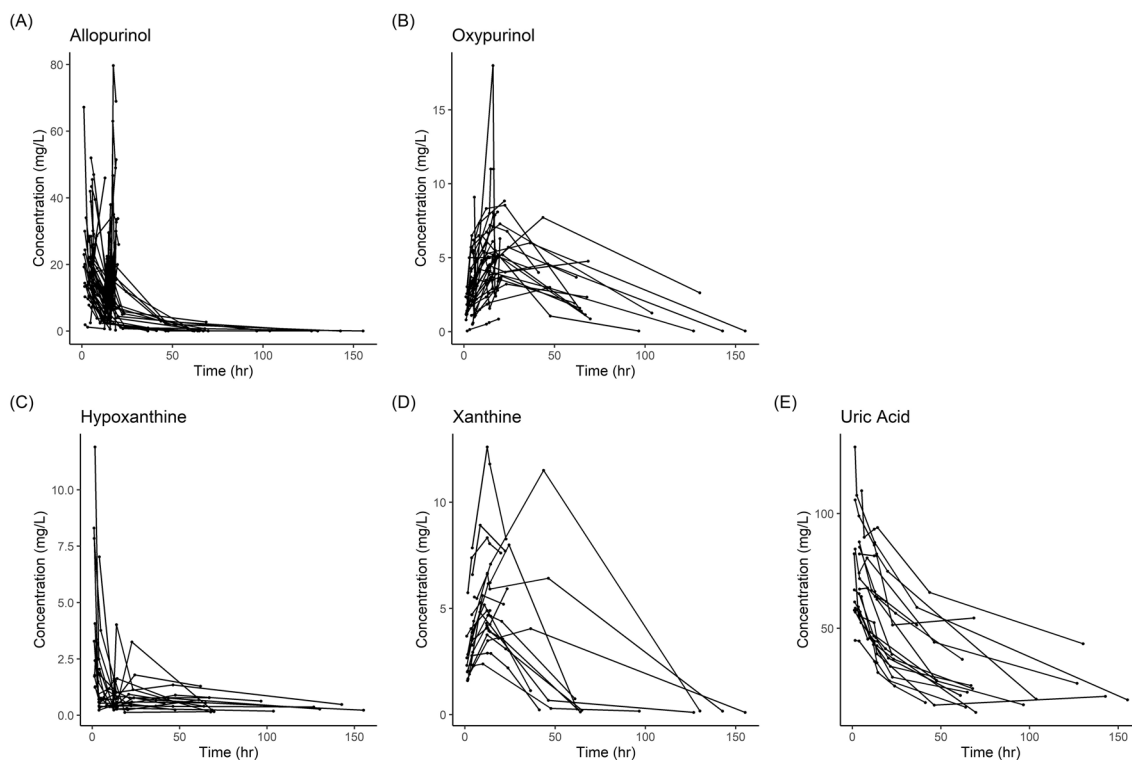 (A)
Allopurinol
Concentration (mg/L)
80
60
40
20
0
0 50 100 150
Time (hr)
(B)
Oxypurinol
Concentration (mg/L)
15
10
5
0
0 50 100 150
Time (hr)
(C)
Hypoxanthine
Concentration (mg/L)
10.0
7.5
5.0
2.5
0.0
0 50 100 150
Time (hr)
(D)
Xanthine
Concentration (mg/L)
10
5
0
0 50 100 150
Time (hr)
(E)
Uric Acid
Concentration (mg/L)
100
50
0 50 100 150
Time (hr)